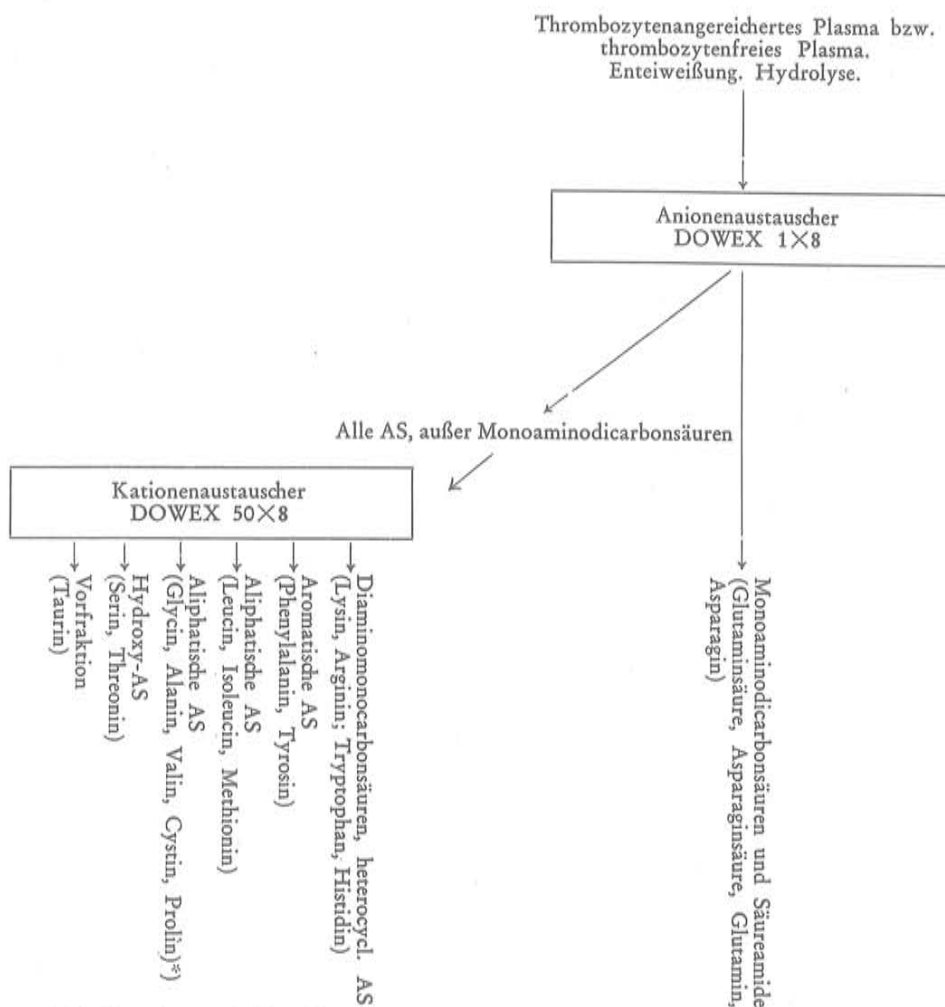 Thrombozytenangereichertes Plasma bzw.
thrombozytenfreies Plasma.
Enteiweißung. Hydrolyse.
Anionenaustauscher
DOWEX 1×8
Alle AS, außer Monoaminodicarbonsäuren
Kationenaustauscher
DOWEX 50×8
Vorfraktion
(Taurin)
Hydroxy-AS
(Serin, Threonin)
Aliphatische AS
(Glycin, Alanin, Valin, Cystin, Prolin)*)
Aliphatische AS
(Leucin, Isoleucin, Methionin)
Aromatische AS
(Phenylalanin, Tyrosin)
Diaminomonocarbonsäuren, heterocycl. AS
(Lysin, Arginin; Tryptophan, Histidin)
Monoaminodicarbonsäuren und Säureamide
(Glutaminsäure, Asparaginsäure, Glutamin,
Asparagin)